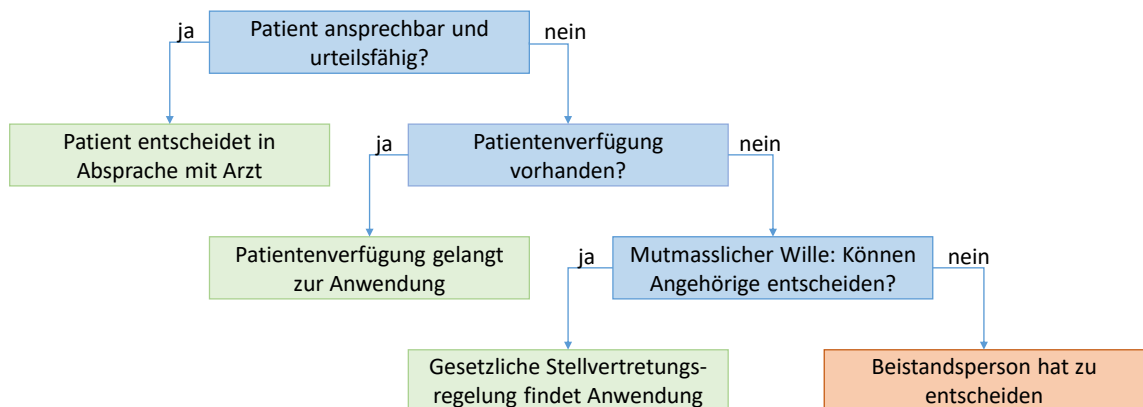 Patient ansprechbar und
urteilsfähig?
ja
nein
Patient entscheidet in
Absprache mit Arzt
ja
Patientenverfügung
vorhanden?
nein
Patientenverfügung gelangt
zur Anwendung
ja
Mutmasslicher Wille: Können
Angehörige entscheiden?
nein
Gesetzliche Stellvertretungs-
regelung findet Anwendung
Beistandsperson hat zu
entscheiden